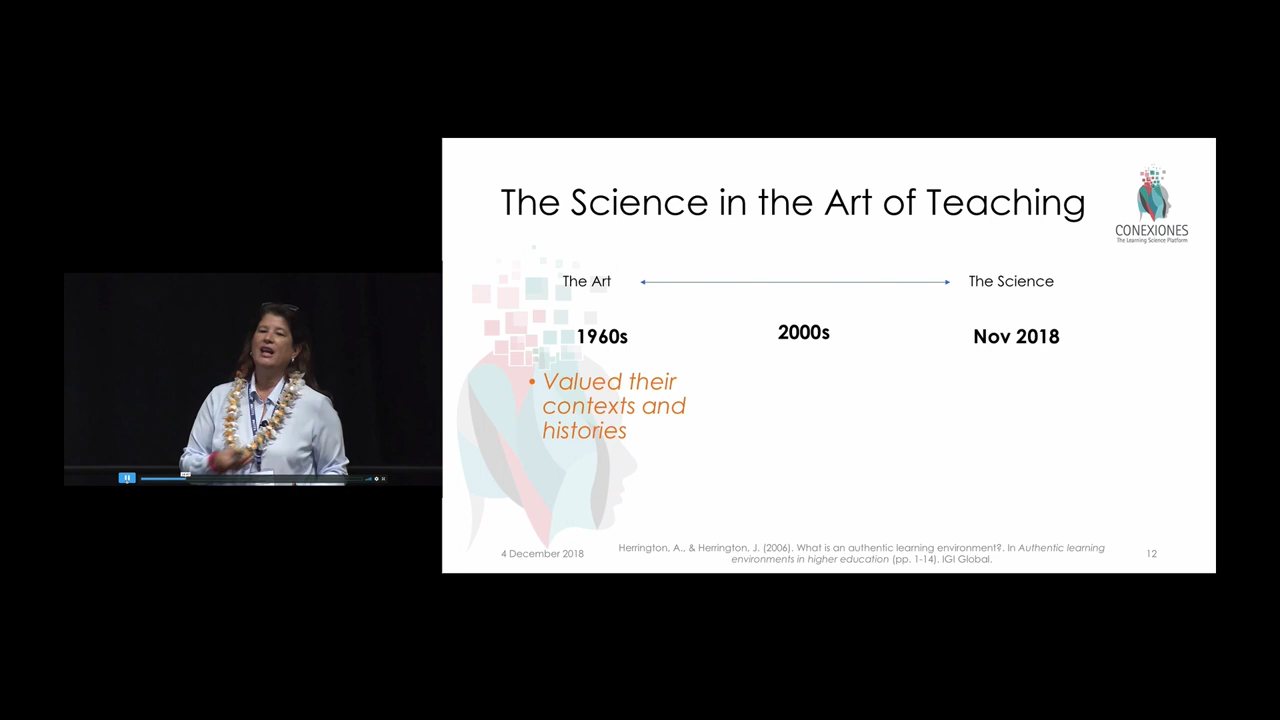 The Science in the Art of Teaching
CONEXIONES
The Learning Science Platform
The Art
The Science
1960s
2000s
Nov 2018
• Valued their
contexts and
histories
4 December 2018
Herrington, A., & Herrington, J. (2006). What is an authentic learning environment?. In Authentic learning
environments in higher education (pp. 1-14). IGI Global.
12